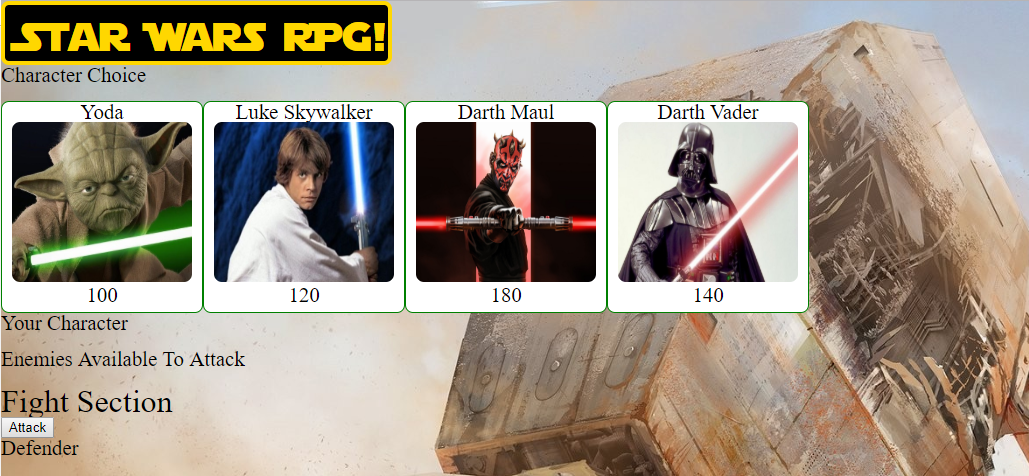 STAR WARS RPG!
Character Choice
Yoda
Luke Skywalker
Darth Maul
Darth Vader
100
120
180
140
Your Character
Enemies Available To Attack
Fight Section
Attack
Defender